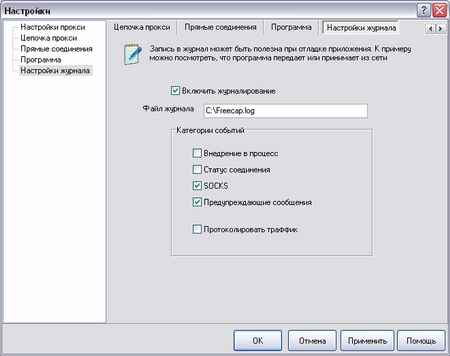 Настройки
Настройки прокси
Цепочка прокси
Прямые соединения
Программа
Настройки журнала
Цепочка прокси
Прямые соединения
Программа
Настройки журнала
Запись в журнал может быть полезна при отладке приложения. К примеру
можно посмотреть, что программа передает или принимает из сети
Включить журналирование
Файл журнала
C:\Freecap.log
Категории событий
Внедрение в процесс
Статус соединения
SOCKS
Предупреждающие сообщения
Протоколировать траффик
OK
Отмена
Применить
Помощь